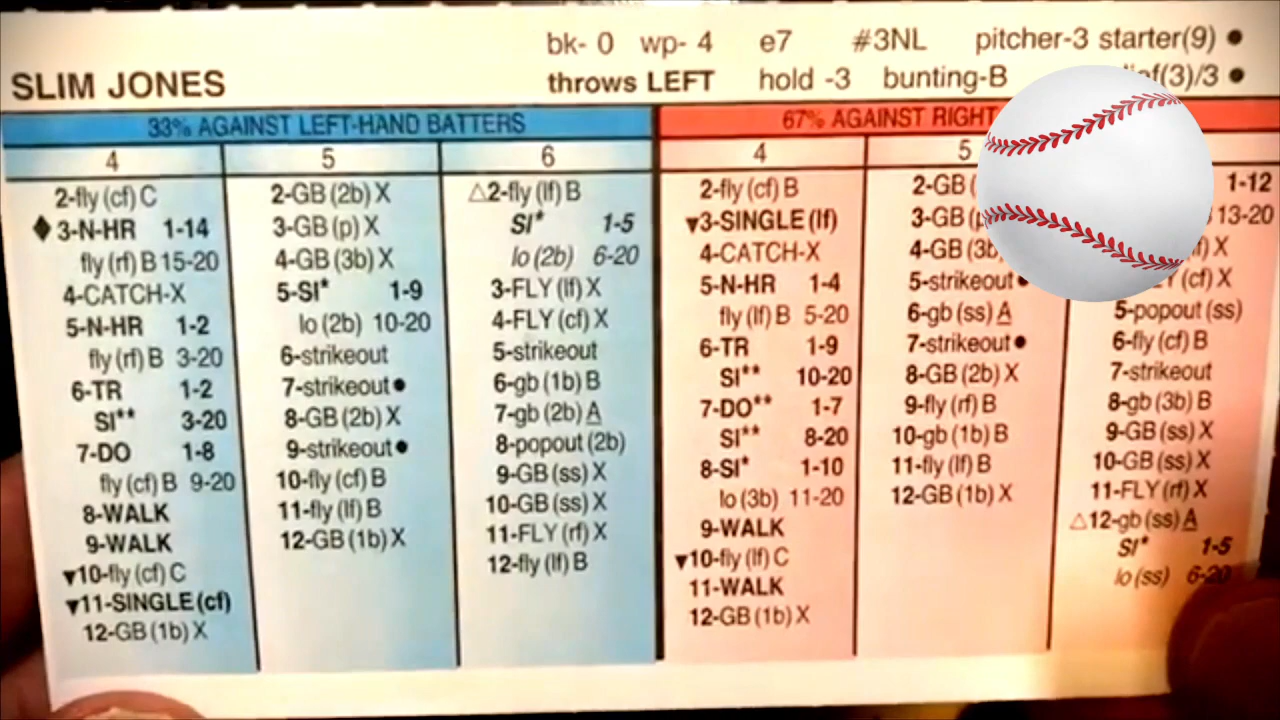 bk- 0 wp- 4 e7 #3NL pitcher-3 starter(9) ●
SLIM JONES throws LEFT hold -3 bunting-B (3)/3 ●
33% AGAINST LEFT-HAND BATTERS
4
2-fly (cf) C
♦3-N-HR 1-14
fly (rf) B 15-20
4-CATCH-X
5-N-HR 1-2
fly (rf) B 3-20
6-TR 1-2
SI** 3-20
7-DO 1-8
fly (cf) B 9-20
8-WALK
9-WALK
▼10-fly (cf) C
▼11-SINGLE (cf)
12-GB (1b) X
5
2-GB (2b) X
3-GB (p) X
4-GB (3b) X
5-SI* 1-9
lo (2b) 10-20
6-strikeout
7-strikeout●
8-GB (2b) X
9-strikeout●
10-fly (cf) B
11-fly (lf) B
12-GB (1b) X
6
△2-fly (lf) B
SI* 1-5
lo (2b) 6-20
3-FLY (lf) X
4-FLY (cf) X
5-strikeout
6-gb (1b) B
7-gb (2b) A
8-popout (2b)
9-GB (ss) X
10-GB (ss) X
11-FLY (rf) X
12-fly (lf) B
67% AGAINST RIGHT
4
2-fly (cf) B
▼3-SINGLE (lf)
4-CATCH-X
5-N-HR 1-4
fly (lf) B 5-20
6-TR 1-9
SI** 10-20
7-DO** 1-7
SI** 8-20
8-SI* 1-10
lo (3b) 11-20
9-WALK
▼10-fly (lf) C
11-WALK
12-GB (1b) X
5
2-GB
3-GB
4-GB
5-strikeout●
6-gb (ss) A
7-strikeout●
8-GB (2b) X
9-fly (rf) B
10-gb (1b) B
11-fly (lf) B
12-GB (1b) X
1-12
13-20
X
(cf) X
5-popout (ss)
6-fly (cf) B
7-strikeout
8-gb (3b) B
9-GB (ss) X
10-GB (ss) X
11-FLY (rf) X
△12-gb (ss) A
SI* 1-5
lo (ss) 6-20